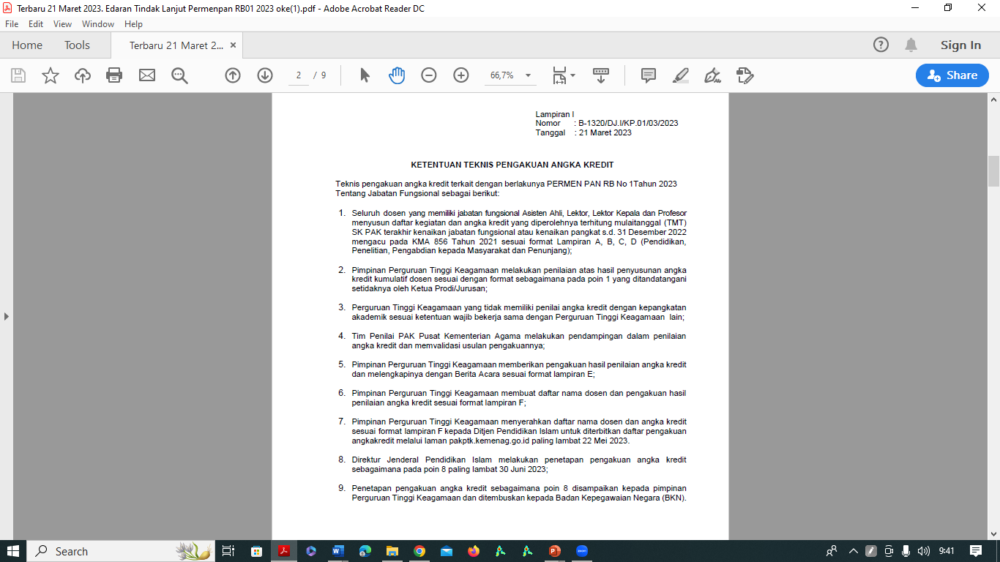 Terbaru 21 Maret 2023. Edaran Tindak Lanjut Permenpan RB01 2023 oke(1).pdf - Adobe Acrobat Reader DC
File Edit View Window Help
Home Tools Terbaru 21 Maret 2... × Sign In
2 / 9 66,7% Share
Lampiran I
Nomor : B-1320/DJ.I/KP.01/03/2023
Tanggal : 21 Maret 2023
KETENTUAN TEKNIS PENGAKUAN ANGKA KREDIT
Teknis pengakuan angka kredit terkait dengan berlakunya PERMEN PAN RB No 1Tahun 2023
Tentang Jabatan Fungsional sebagai berikut:
1. Seluruh dosen yang memiliki jabatan fungsional Asisten Ahli, Lektor, Lektor Kepala dan Profesor
menyusun daftar kegiatan dan angka kredit yang diperolehnya terhitung mulaitanggal (TMT)
SK PAK terakhir kenaikan jabatan fungsional atau kenaikan pangkat s.d. 31 Desember 2022
mengacu pada KMA 856 Tahun 2021 sesuai format Lampiran A, B, C, D (Pendidikan,
Penelitian, Pengabdian kepada Masyarakat dan Penunjang);
2. Pimpinan Perguruan Tinggi Keagamaan melakukan penilaian atas hasil penyusunan angka
kredit kumulatif dosen sesuai dengan format sebagaimana pada poin 1 yang ditandatangani
setidaknya oleh Ketua Prodi/Jurusan;
3. Perguruan Tinggi Keagamaan yang tidak memiliki penilai angka kredit dengan kepangkatan
akademik sesuai ketentuan wajib bekerja sama dengan Perguruan Tinggi Keagamaan lain;
4. Tim Penilai PAK Pusat Kementerian Agama melakukan pendampingan dalam penilaian
angka kredit dan memvalidasi usulan pengakuannya;
5. Pimpinan Perguruan Tinggi Keagamaan memberikan pengakuan hasil penilaian angka kredit
dan melengkapinya dengan Berita Acara sesuai format lampiran E;
6. Pimpinan Perguruan Tinggi Keagamaan membuat daftar nama dosen dan pengakuan hasil
penilaian angka kredit sesuai format lampiran F;
7. Pimpinan Perguruan Tinggi Keagamaan menyerahkan daftar nama dosen dan angka kredit
sesuai format lampiran F kepada Ditjen Pendidikan Islam untuk diterbitkan daftar pengakuan
angkakredit melalui laman pakptk.kemenag.go.id paling lambat 22 Mei 2023.
8. Direktur Jenderal Pendidikan Islam melakukan penetapan pengakuan angka kredit
sebagaimana pada poin 8 paling lambat 30 Juni 2023;
9. Penetapan pengakuan angka kredit sebagaimana poin 8 disampaikan kepada pimpinan
Perguruan Tinggi Keagamaan dan ditembuskan kepada Badan Kepegawaian Negara (BKN).
Search 9:41